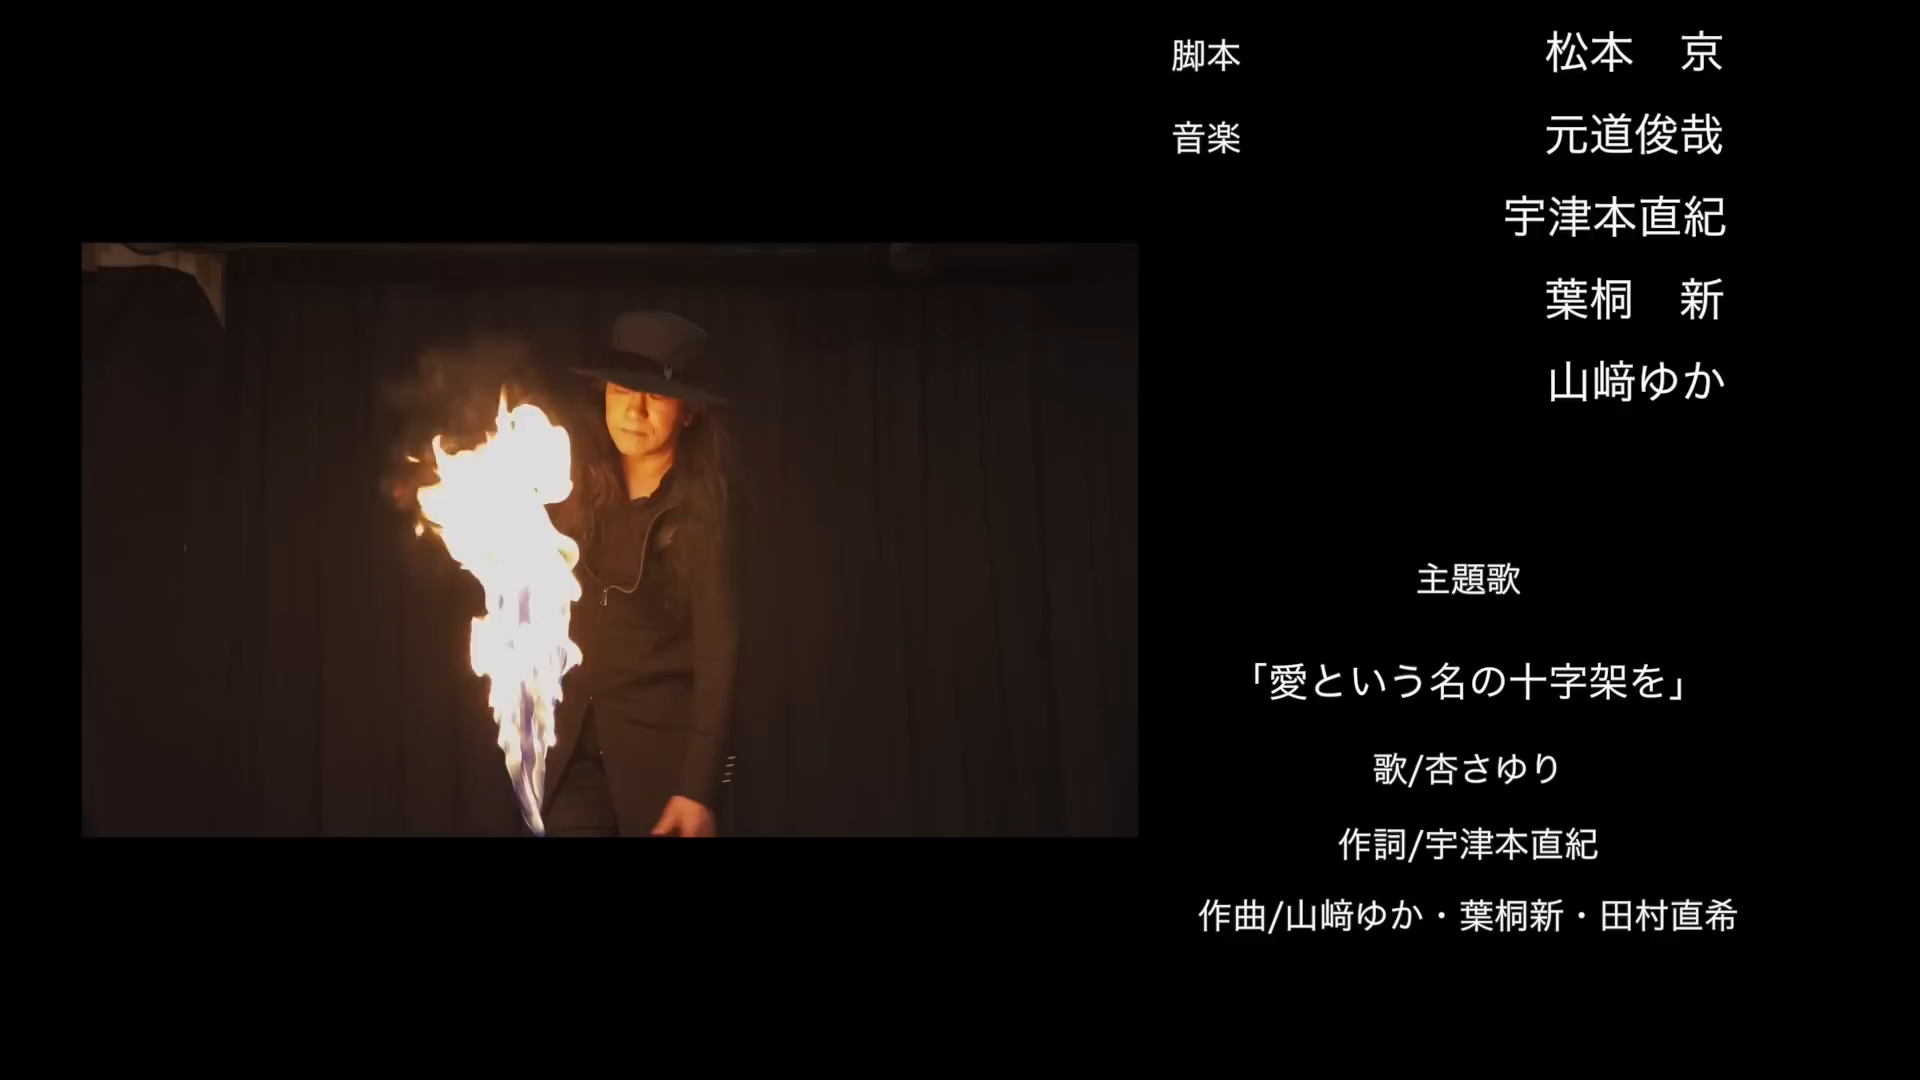 脚本　松本　京
音楽　元道俊哉
宇津本直紀
葉桐　新
山﨑ゆか
主題歌
「愛という名の十字架を」
歌/杏さゆり
作詞/宇津本直紀
作曲/山﨑ゆか・葉桐新・田村直希